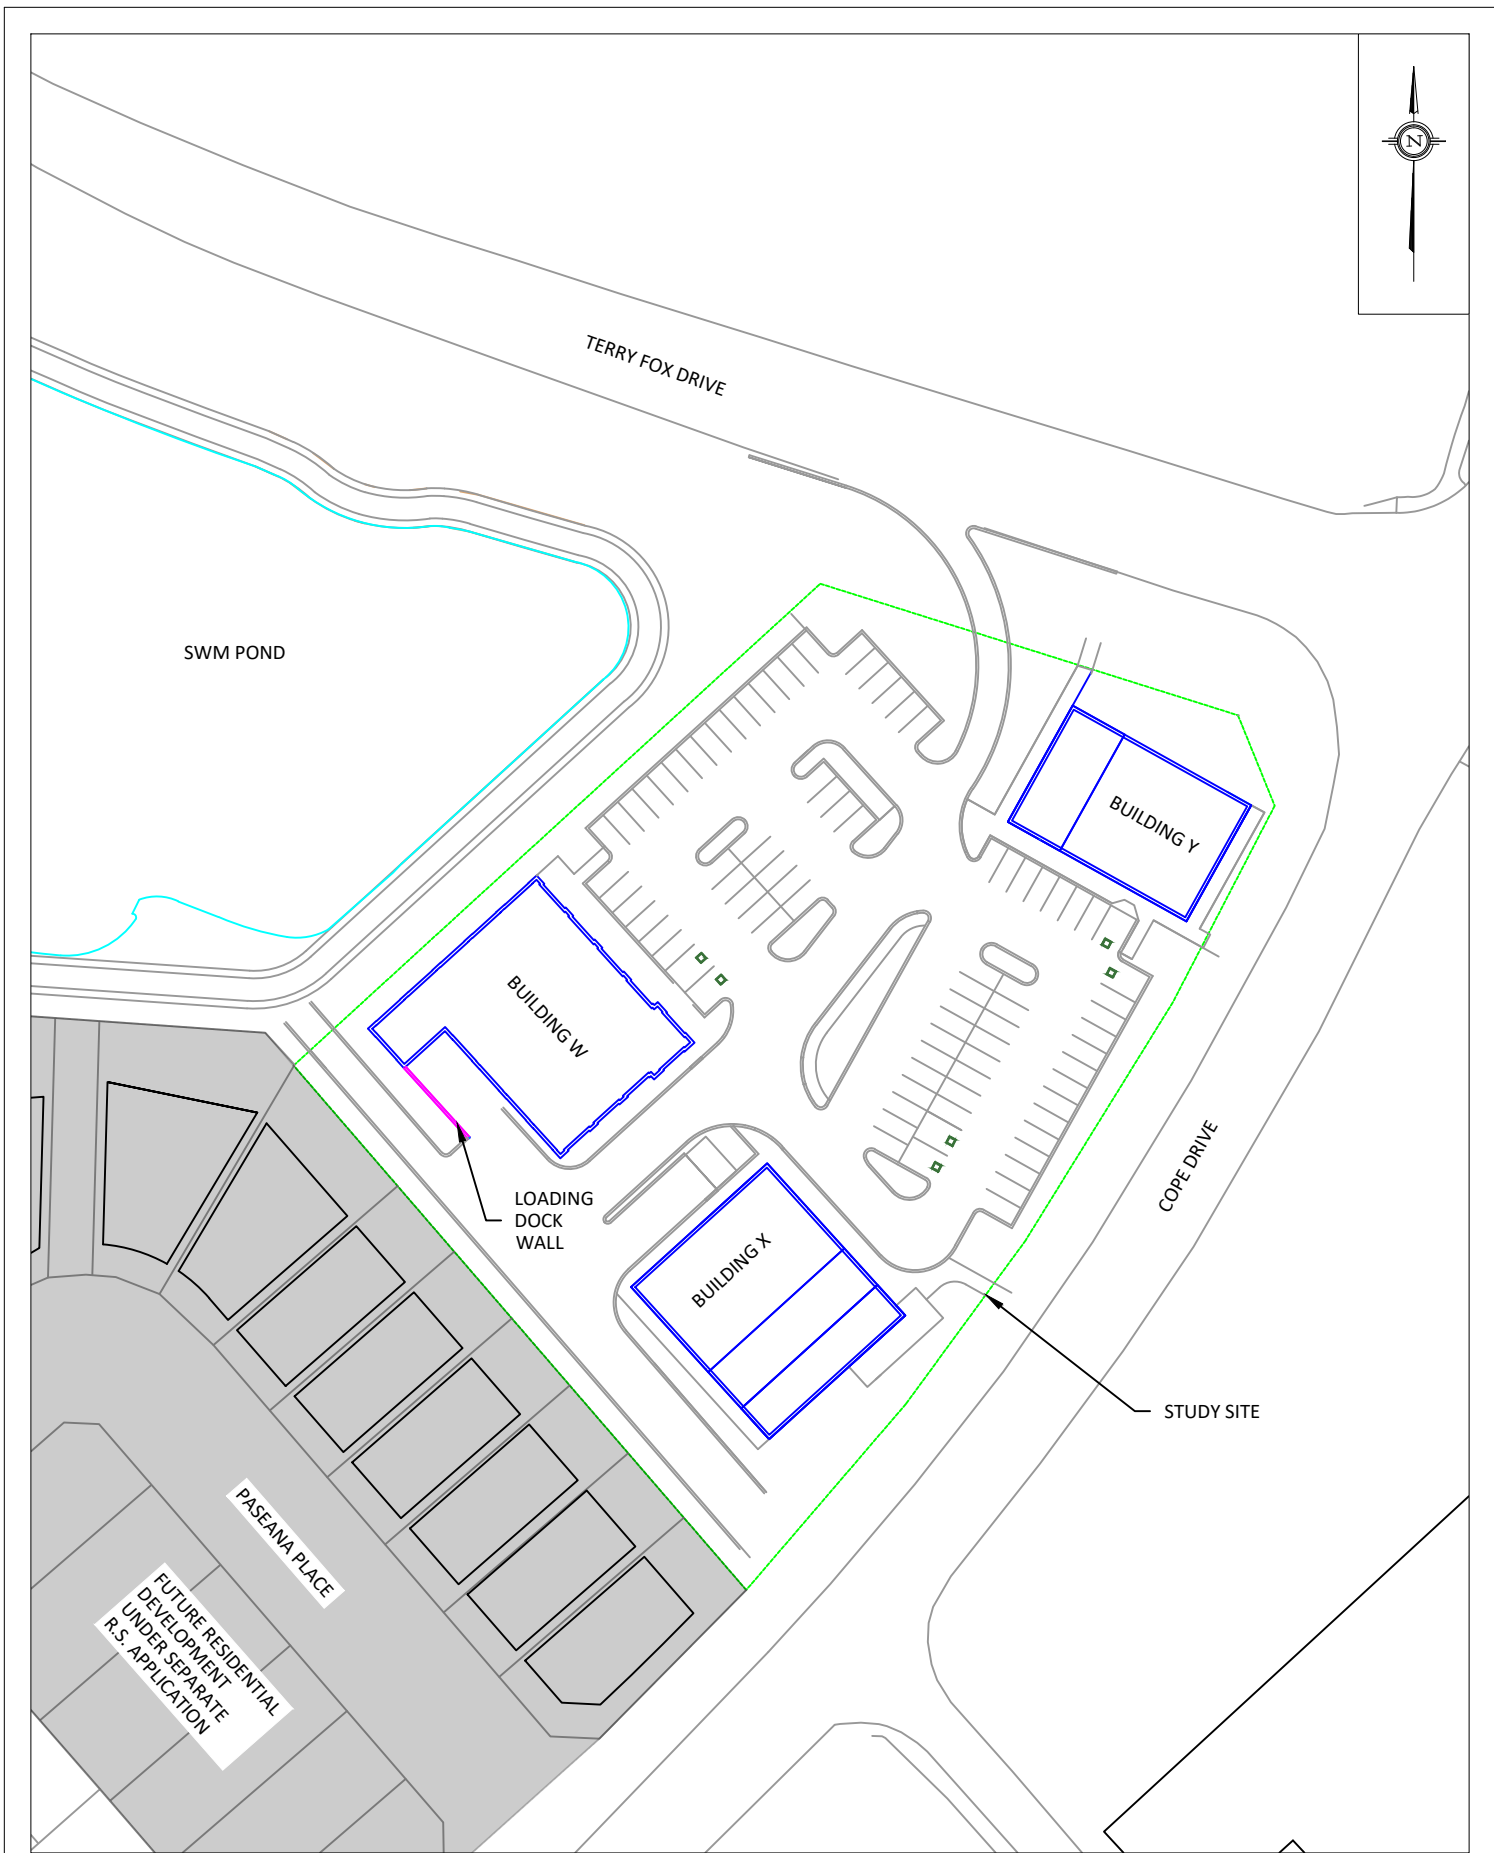 N
TERRY FOX DRIVE
SWM POND
BUILDING Y
BUILDING W
COPE DRIVE
LOADING
DOCK
WALL
BUILDING X
STUDY SITE
PASEANA PLACE
FUTURE RESIDENTIAL
DEVELOPMENT
UNDER SEPARATE
R.S. APPLICATION